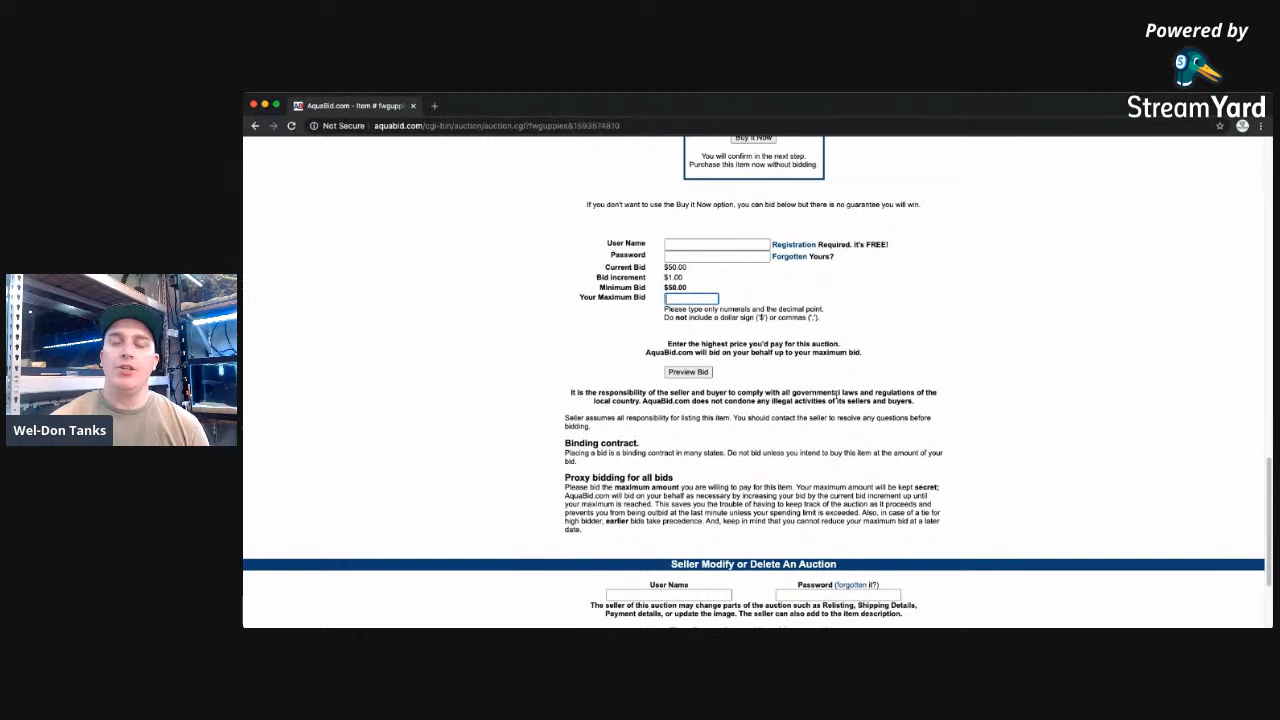 Powered by
StreamYard
AquaBid.com - Item # fwguppi
Not Secure
aquabid.com/cgi-bin/auction/auction.cgi?fwguppies&1593874810
Buy it Now
You will confirm in the next step.
Purchase this item now without bidding.
If you don't want to use the Buy it Now option, you can bid below but there is no guarantee you will win.
User Name Registration Required. It's FREE!
Password Forgotten Yours?
Current Bid $50.00
Bid Increment $1.00
Minimum Bid $50.00
Your Maximum Bid
Please type only numerals and the decimal point.
Do not include a dollar sign ('$') or commas (',').
Enter the highest price you'd pay for this auction.
AquaBid.com will bid on your behalf up to your maximum bid.
Preview Bid
It is the responsibility of the seller and buyer to comply with all government laws and regulations of the
local country. AquaBid.com does not condone any illegal activities of its sellers and buyers.
Seller assumes all responsibility for listing this item. You should contact the seller to resolve any questions before
bidding.
Binding contract.
Placing a bid is a binding contract in many states. Do not bid unless you intend to buy this item at the amount of your
bid.
Proxy bidding for all bids
Please bid the maximum amount you are willing to pay for this item. Your maximum amount will be kept secret;
AquaBid.com will bid on your behalf as necessary by increasing your bid by the current bid increment up until
your maximum is reached. This saves you the trouble of having to keep track of the auction as it proceeds and
prevents you from being outbid at the last minute unless your spending limit is exceeded. Also, in case of a tie for
high bidder, earlier bids take precedence. And, keep in mind that you cannot reduce your maximum bid at a later
date.
Seller Modify or Delete An Auction
User Name Password (forgotten it?)
The seller of this auction may change parts of the auction such as Relisting, Shipping Details,
Payment details, or update the image. The seller can also add to the item description.
Wel-Don Tanks